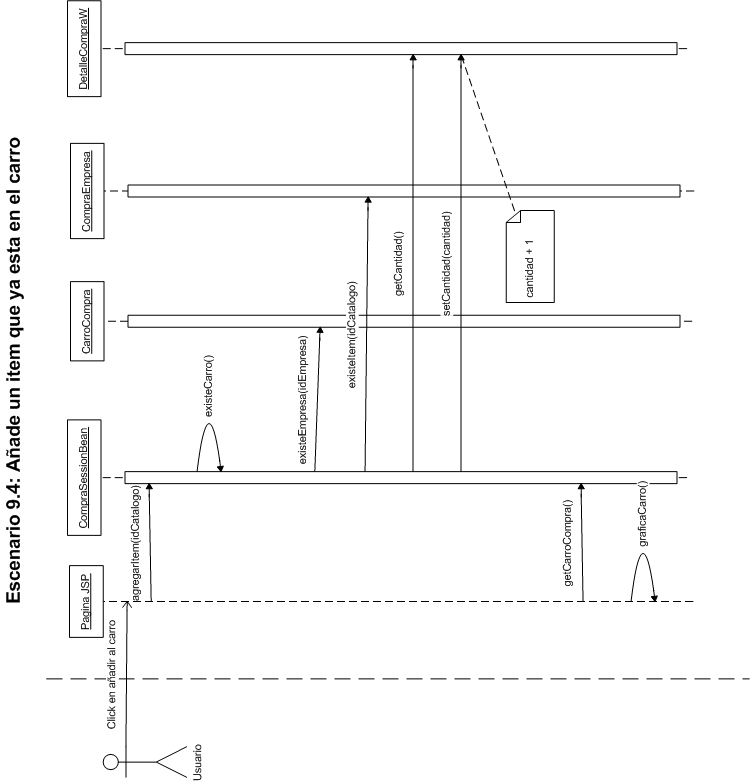 Escenario 9.4: Añade un item que ya esta en el carro
Pagina JSP
CompraSessionBean
CarroCompra
CompraEmpresa
DetalleCompraW
Usuario
Click en añadir al carro
agregarItem(idCatalogo)
existeCarro()
existeEmpresa(idEmpresa)
existeItem(idCatalogo)
getCantidad()
setCantidad(cantidad)
cantidad + 1
getCarroCompra()
graficaCarro()